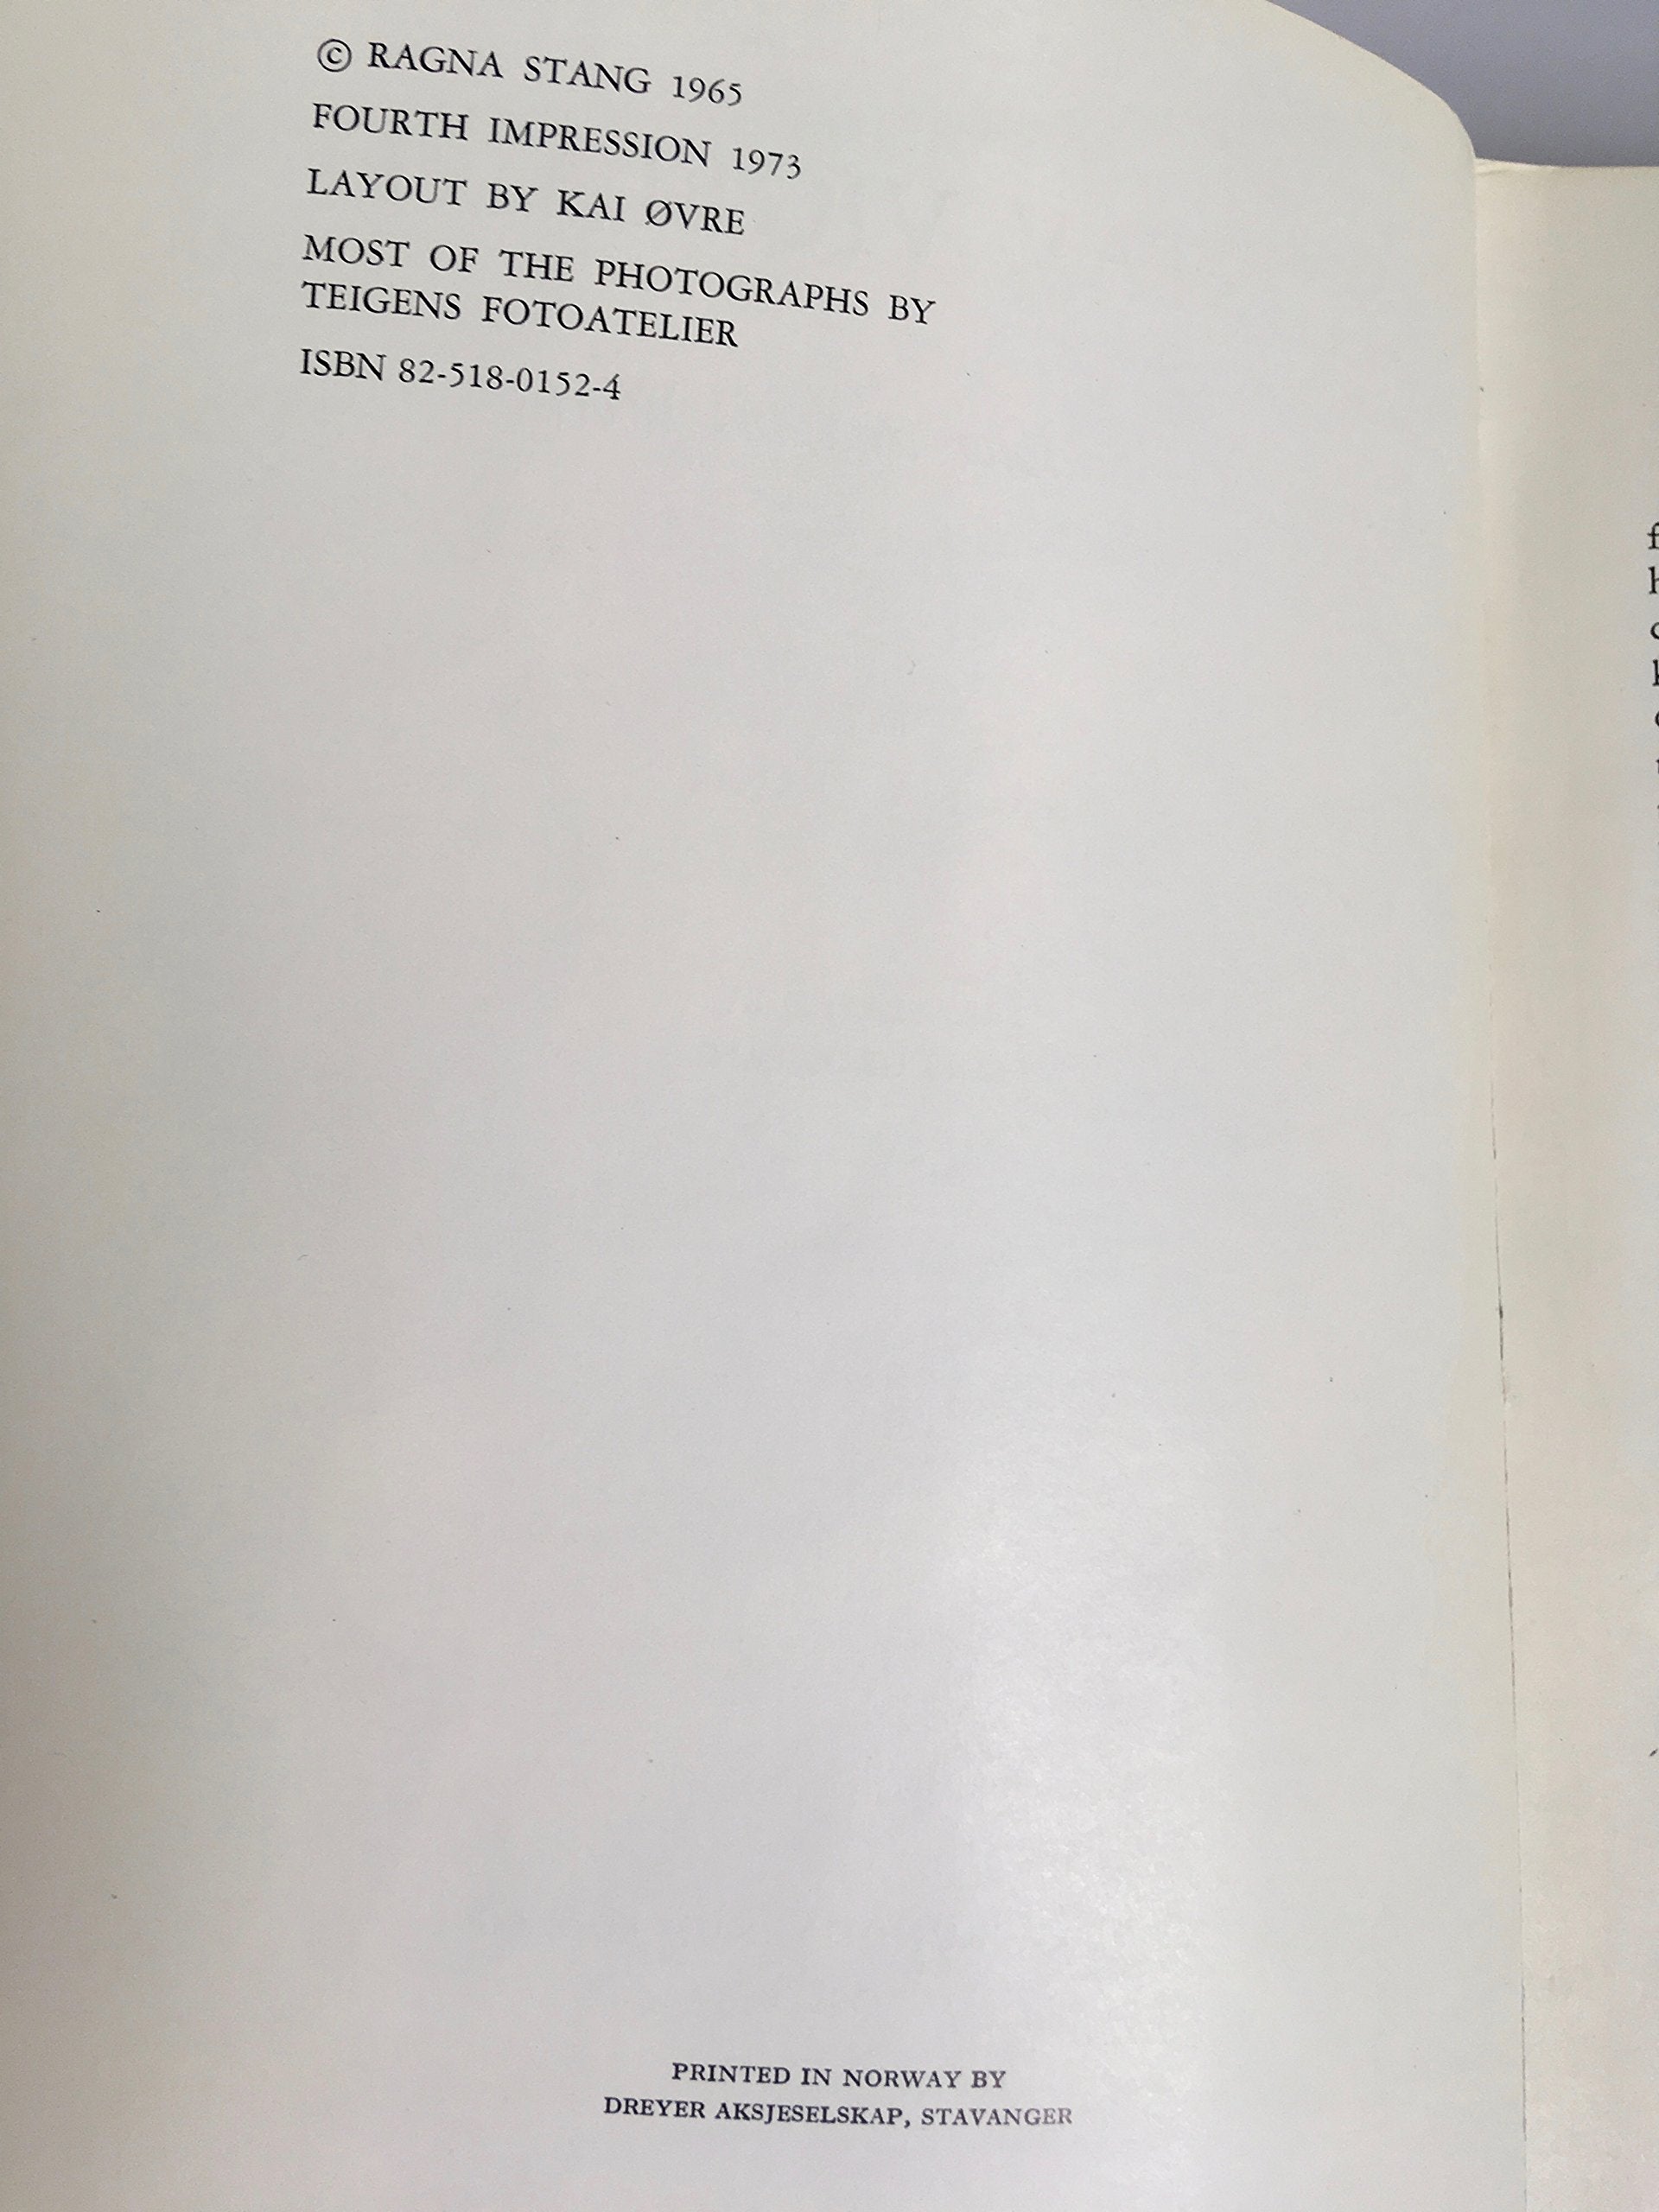 © RAGNA STANG 1965
FOURTH IMPRESSION 1973
LAYOUT BY KAI ØVRE
MOST OF THE PHOTOGRAPHS BY
TEIGENS FOTOATELIER
ISBN 82-518-0152-4
PRINTED IN NORWAY BY
DREYER AKSJESELSKAP, STAVANGER